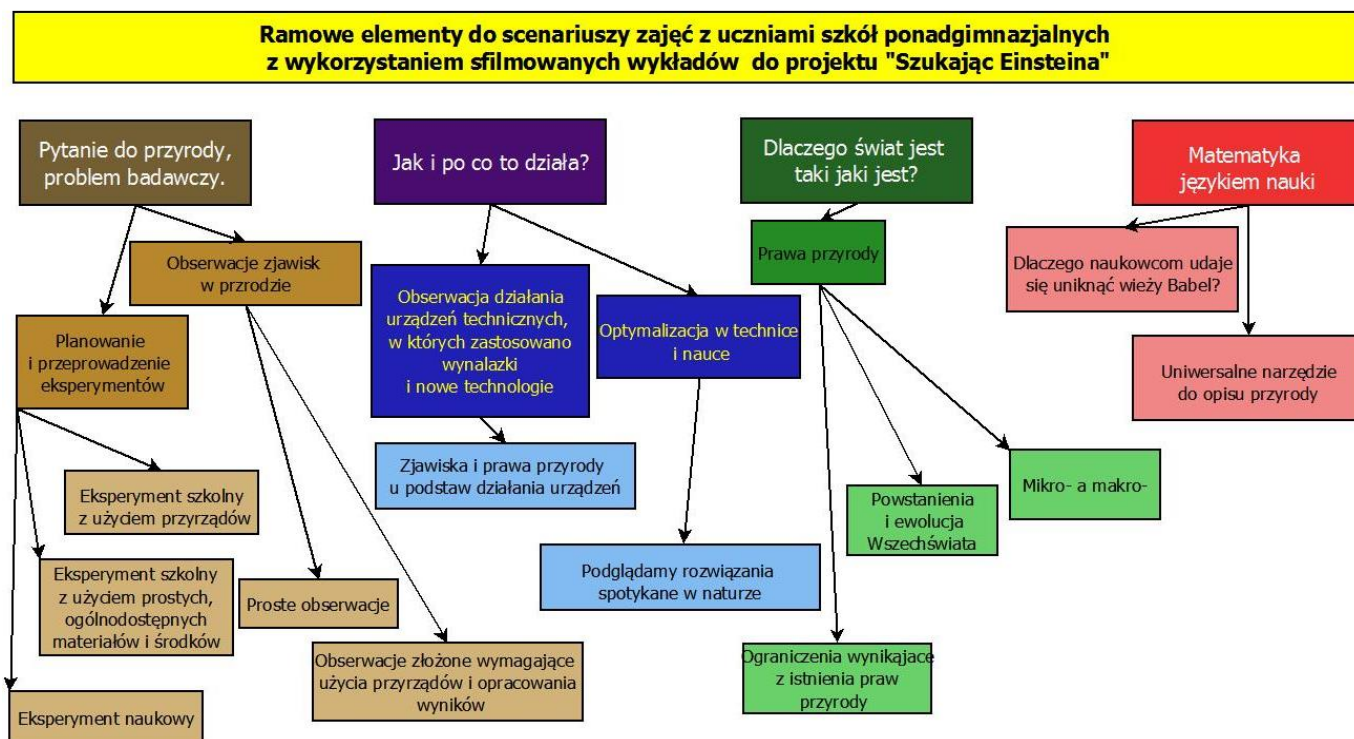 Ramowe elementy do scenariuszy zajęć z uczniami szkół ponadgimnazjalnych
z wykorzystaniem sfilmowanych wykładów do projektu "Szukając Einsteina"
Pytanie do przyrody,
problem badawczy.
Jak i po co to działa?
Dlaczego świat jest
taki jaki jest?
Matematyka
językiem nauki
Obserwacje zjawisk
w przrodzie
Planowanie
i przeprowadzenie
eksperymentów
Obserwacja działania
urządzeń technicznych,
w których zastosowano
wynalazki
i nowe technologie
Optymalizacja w technice
i nauce
Prawa przyrody
Dlaczego naukowcom udaje
się uniknąć wieży Babel?
Uniwersalne narzędzie
do opisu przyrody
Zjawiska i prawa przyrody
u podstaw działania urządzeń
Eksperyment szkolny
z użyciem przyrządów
Powstanienia
i ewolucja
Wszechświata
Mikro- a makro-
Eksperyment szkolny
z użyciem prostych,
ogólnodostępnych
materiałów i środków
Proste obserwacje
Podglądamy rozwiązania
spotykane w naturze
Obserwacje złożone wymagające
użycia przyrządów i opracowania
wyników
Ograniczenia wynikąjace
z istnienia praw
przyrody
Eksperyment naukowy